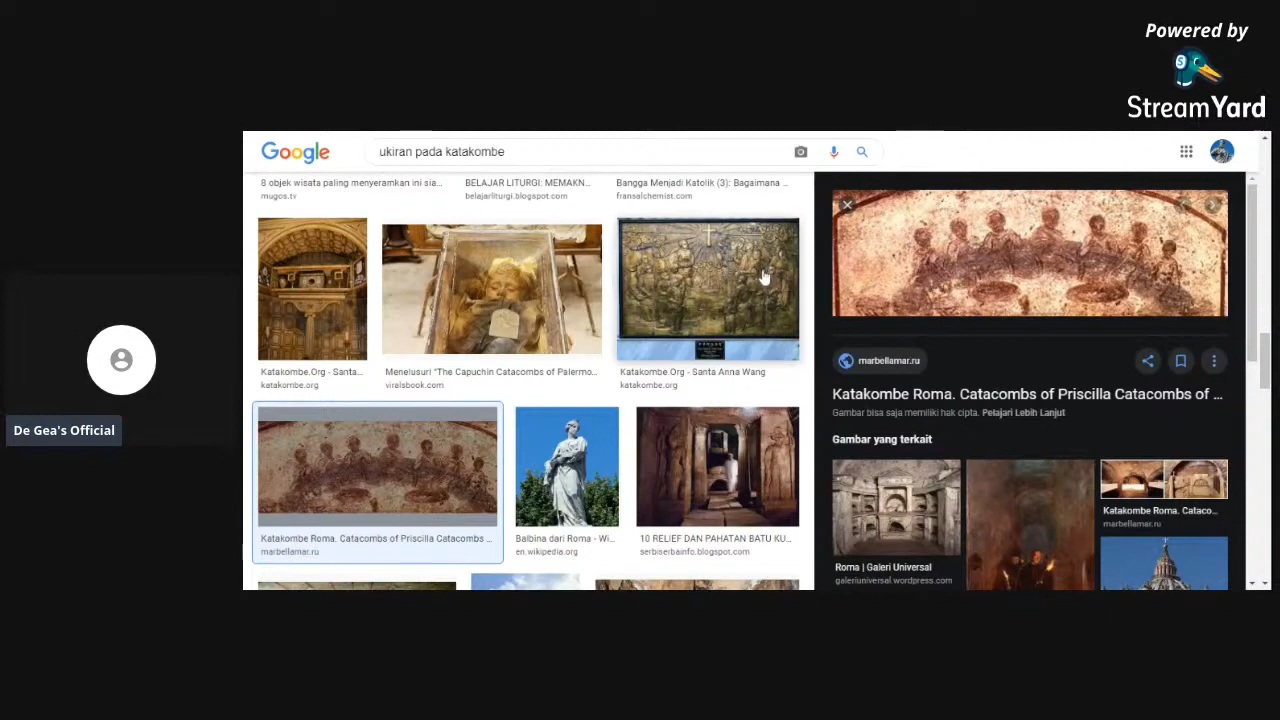 Powered by
StreamYard
Google
ukiran pada katakombe
8 objek wisata paling menyeramkan ini sia...
mugos.tv
BELAJAR LITURGI: MEMAKN...
belajarliturgi.blogspot.com
Bangga Menjadi Katolik (3): Bagaimana ...
fransalchemist.com
Katakombe.Org - Santa...
katakombe.org
Menelusuri "The Capuchin Catacombs of Palermo...
viralsbook.com
Katakombe.Org - Santa Anna Wang
katakombe.org
Katakombe Roma. Catacombs of Priscilla Catacombs ...
marbellamar.ru
Balbina dari Roma - Wi...
en.wikipedia.org
10 RELIEF DAN PAHATAN BATU KU...
serbiserbainfo.blogspot.com
marbellamar.ru
Katakombe Roma. Catacombs of Priscilla Catacombs of ...
Gambar bisa saja memiliki hak cipta. Pelajari Lebih Lanjut
Gambar yang terkait
Roma | Galeri Universal
galeriuniversal.wordpress.com
Katakombe Roma. Cataco...
marbellamar.ru
De Gea's Official